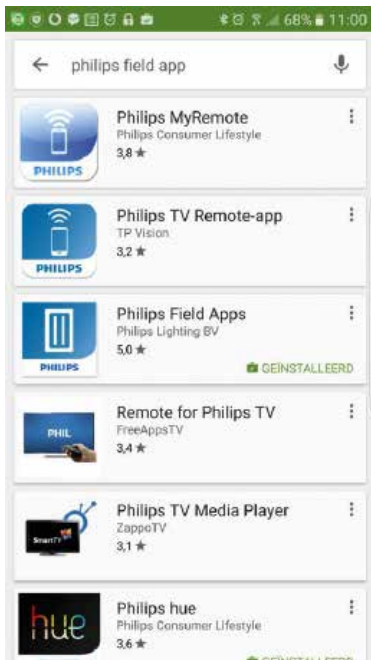 68% 11:00
philips field app
PHILIPS
Philips MyRemote
Philips Consumer Lifestyle
3,8 ★
PHILIPS
Philips TV Remote-app
TP Vision
3,2 ★
PHILIPS
Philips Field Apps
Philips Lighting BV
5,0 ★
GEÏNSTALLEERD
PHIL
Remote for Philips TV
FreeAppsTV
3,4 ★
SmartTV
Philips TV Media Player
ZappoTV
3,1 ★
hue
Philips hue
Philips Consumer Lifestyle
3,6 ★
GEÏNSTALLEERD